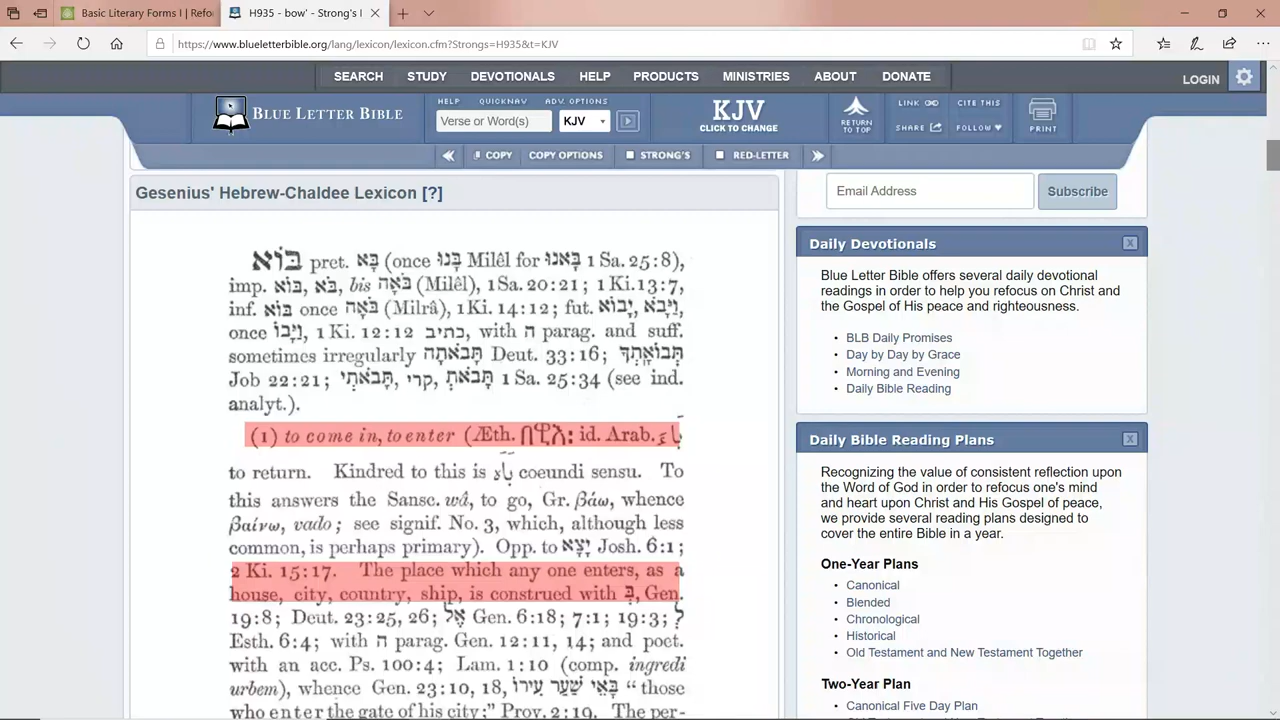 Basic Literary Forms I | Refo
H935 - bow' - Strong's I
https://www.blueletterbible.org/lang/lexicon/lexicon.cfm?Strongs=H935&t=KJV
SEARCH STUDY DEVOTIONALS HELP PRODUCTS MINISTRIES ABOUT DONATE
LOGIN
BLUE LETTER BIBLE
HELP QUICKNAV ADV. OPTIONS
Verse or Word(s) KJV
KJV
CLICK TO CHANGE
RETURN TO TOP
LINK CITE THIS
SHARE FOLLOW
PRINT
COPY COPY OPTIONS STRONG'S RED-LETTER
Gesenius' Hebrew-Chaldee Lexicon [?]
בּוֹא pret. בָּא (once בָּנוּ Milêl for בָּאנוּ 1 Sa. 25:8),
imp. בּוֹא, בֹּא, bis בֹּאָה (Milêl), 1 Sa. 20:21; 1 Ki. 13:7,
inf. בּוֹא once בֹּאָה (Milrâ), 1 Ki. 14:12; fut. יָבוֹא, וַיָּבֹא,
once וַיָּבוֹ, 1 Ki. 12:12 כתיב, with ה parag. and suff.
sometimes irregularly תָּבֹאתָה Deut. 33:16; תְּבוֹאָתְךָ
Job 22:21; תָּבֹאתִי, קרי, תָּבֹאת 1 Sa. 25:34 (see ind.
analyt.).
(1) to come in, to enter (Æth. id. Arab. بَاءَ
to return. Kindred to this is coeundi sensu. To
this answers the Sansc. wâ, to go, Gr. βάω, whence
βαίνω, vado; see signif. No. 3, which, although less
common, is perhaps primary). Opp. to יָצָא Josh. 6:1;
2 Ki. 15:17. The place which any one enters, as a
house, city, country, ship, is construed with בְּ, Gen.
19:8; Deut. 23:25, 26; אֶל Gen. 6:18; 7:1; 19:3; לְ
Esth. 6:4; with ה parag. Gen. 12:11, 14; and poet.
with an acc. Ps. 100:4; Lam. 1:10 (comp. ingredi
urbem), whence Gen. 23:10, 18, בָּאֵי שַׁעַר עִירוֹ "those
who enter the gate of his city;" Prov. 2:19. The per-
Email Address Subscribe
Daily Devotionals X
Blue Letter Bible offers several daily devotional
readings in order to help you refocus on Christ and
the Gospel of His peace and righteousness.
• BLB Daily Promises
• Day by Day by Grace
• Morning and Evening
• Daily Bible Reading
Daily Bible Reading Plans X
Recognizing the value of consistent reflection upon
the Word of God in order to refocus one's mind
and heart upon Christ and His Gospel of peace,
we provide several reading plans designed to
cover the entire Bible in a year.
One-Year Plans
• Canonical
• Blended
• Chronological
• Historical
• Old Testament and New Testament Together
Two-Year Plan
• Canonical Five Day Plan